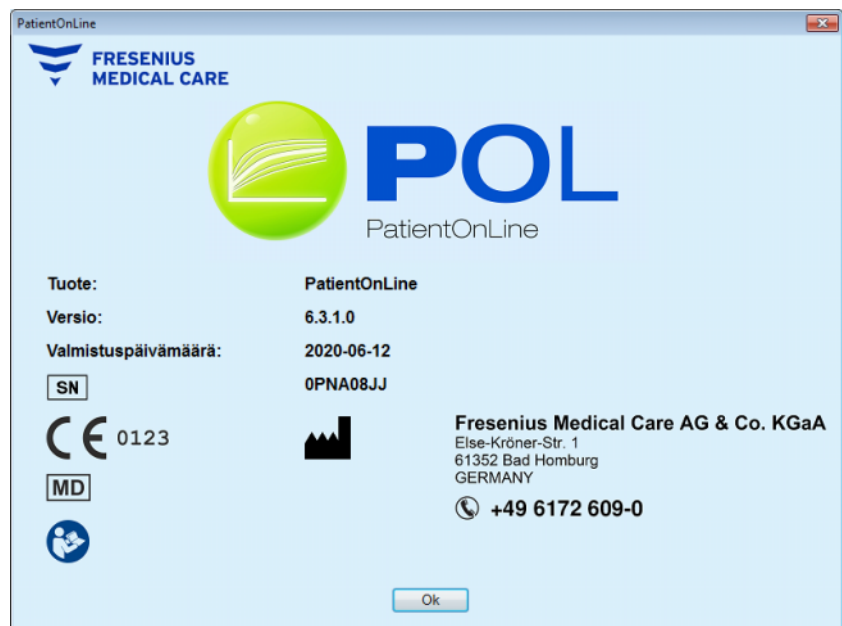 PatientOnLine
FRESENIUS
MEDICAL CARE
POL
PatientOnLine
Tuote: PatientOnLine
Versio: 6.3.1.0
Valmistuspäivämäärä: 2020-06-12
SN 0PNA08JJ
CE 0123
Fresenius Medical Care AG & Co. KGaA
Else-Kröner-Str. 1
61352 Bad Homburg
GERMANY
MD
+49 6172 609-0
Ok